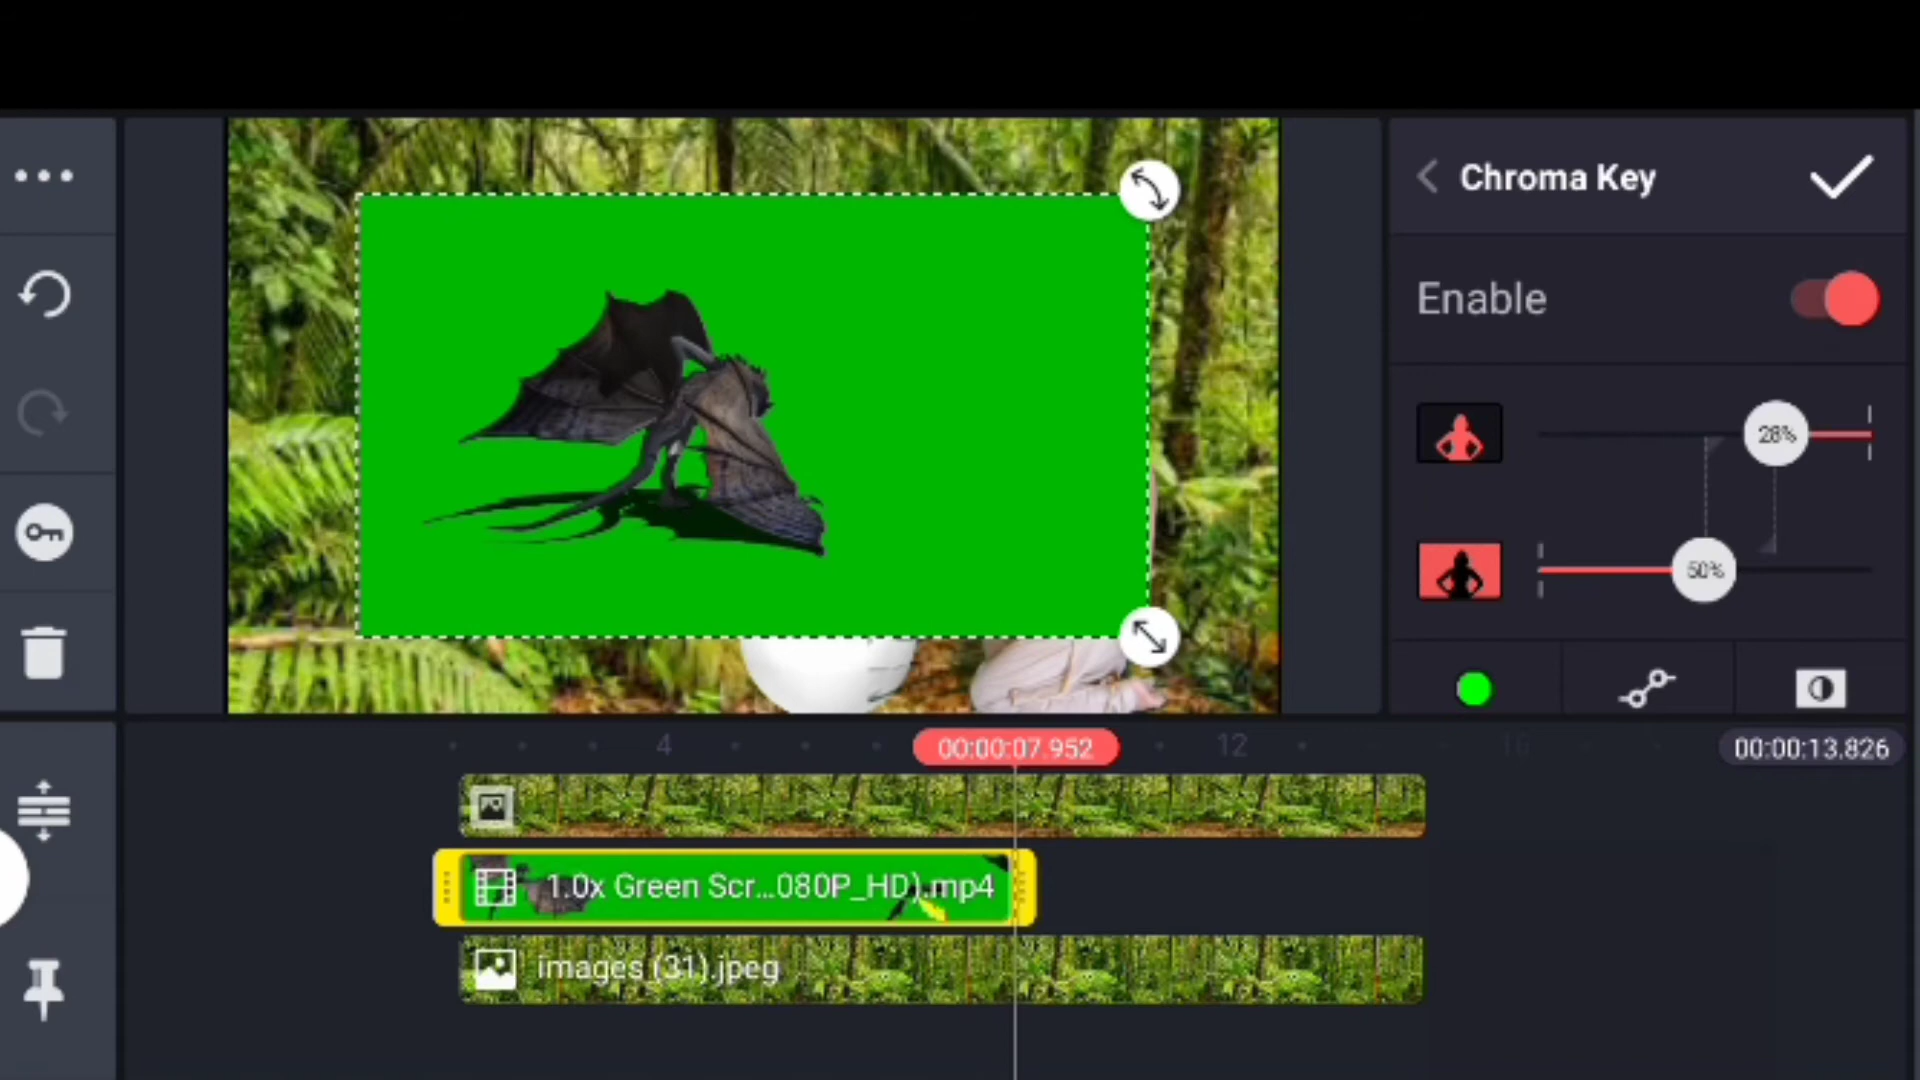 Chroma Key
Enable
28%
50%
4
00:00:07.952
12
16
00:00:13.826
1.0x Green Scr...080P_HD).mp4
images (31).jpeg